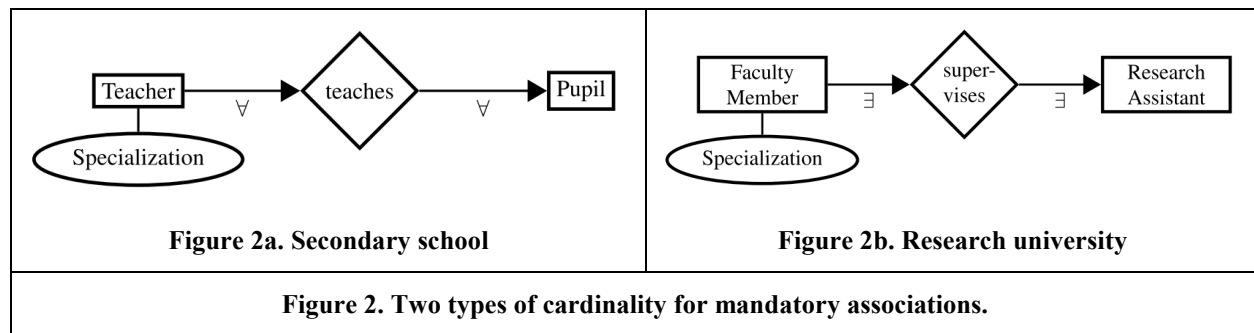 Teacher
∀
teaches
∀
Pupil
Specialization
Figure 2a. Secondary school
Faculty
Member
∃
super-
vises
∃
Research
Assistant
Specialization
Figure 2b. Research university
Figure 2. Two types of cardinality for mandatory associations.